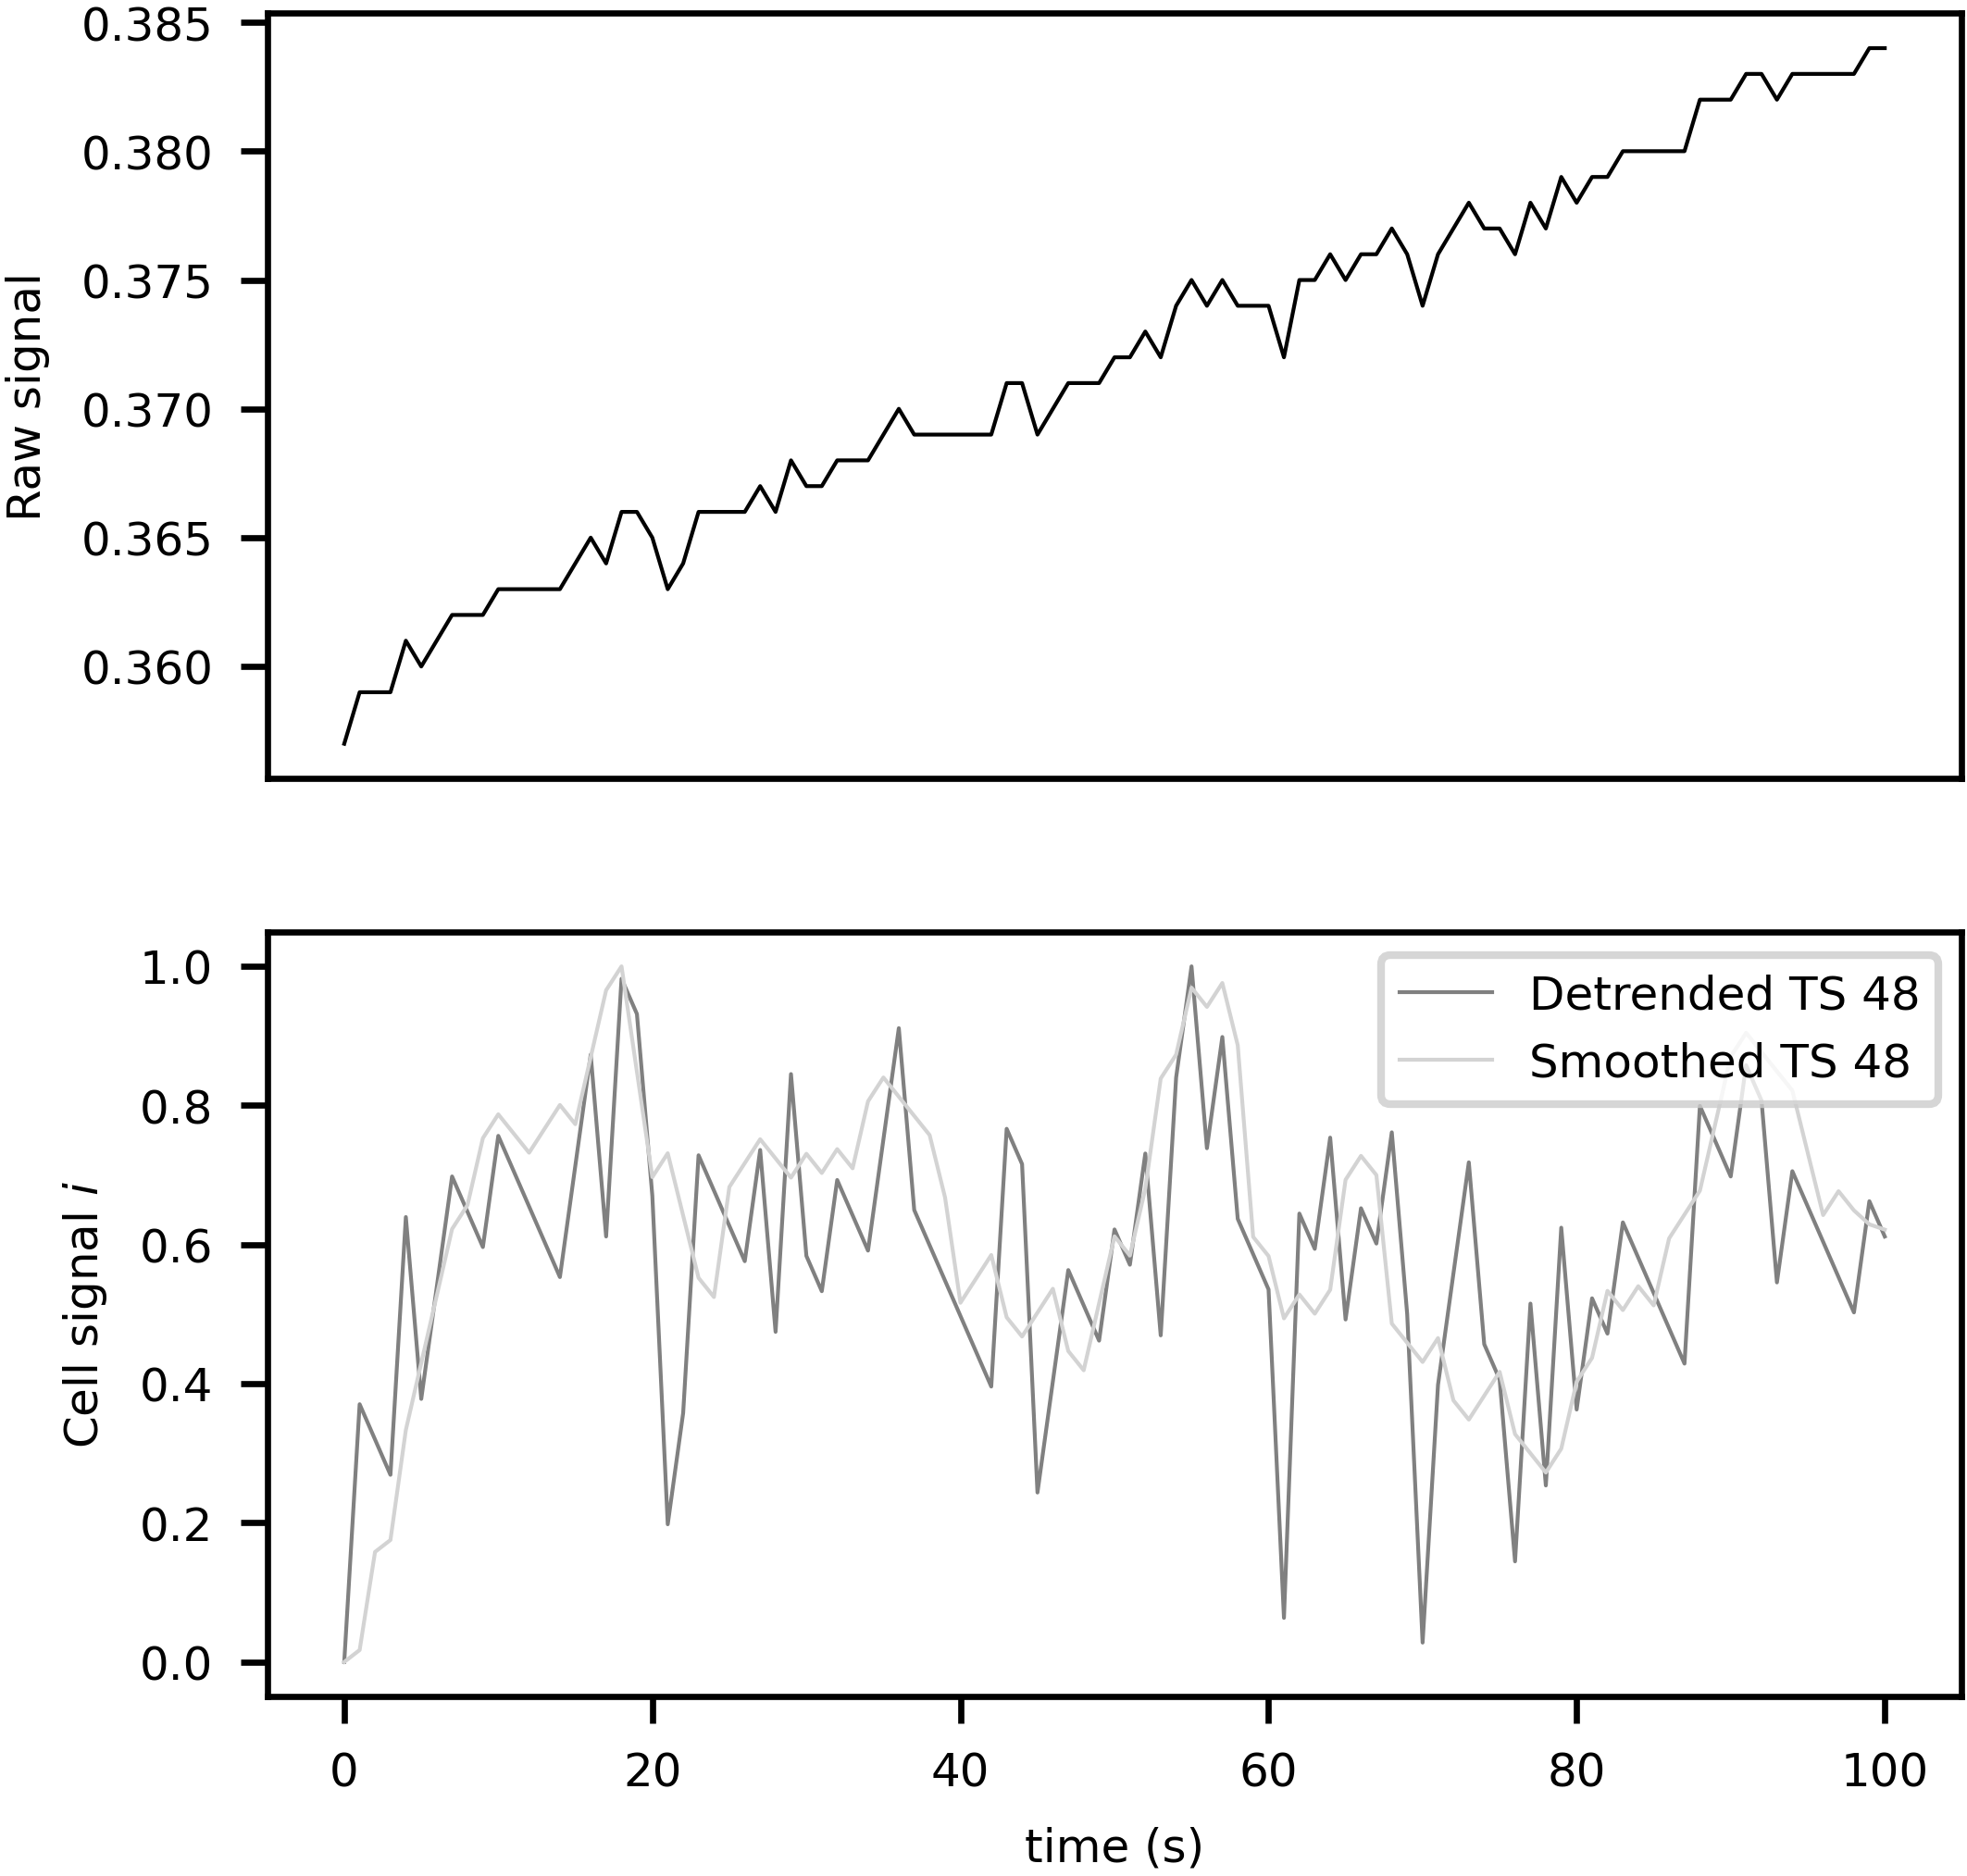 0.385
0.380
0.375
0.370
0.365
0.360
Raw signal
1.0
0.8
0.6
0.4
0.2
0.0
Cell signal i
Detrended TS 48
Smoothed TS 48
0 20 40 60 80 100
time (s)